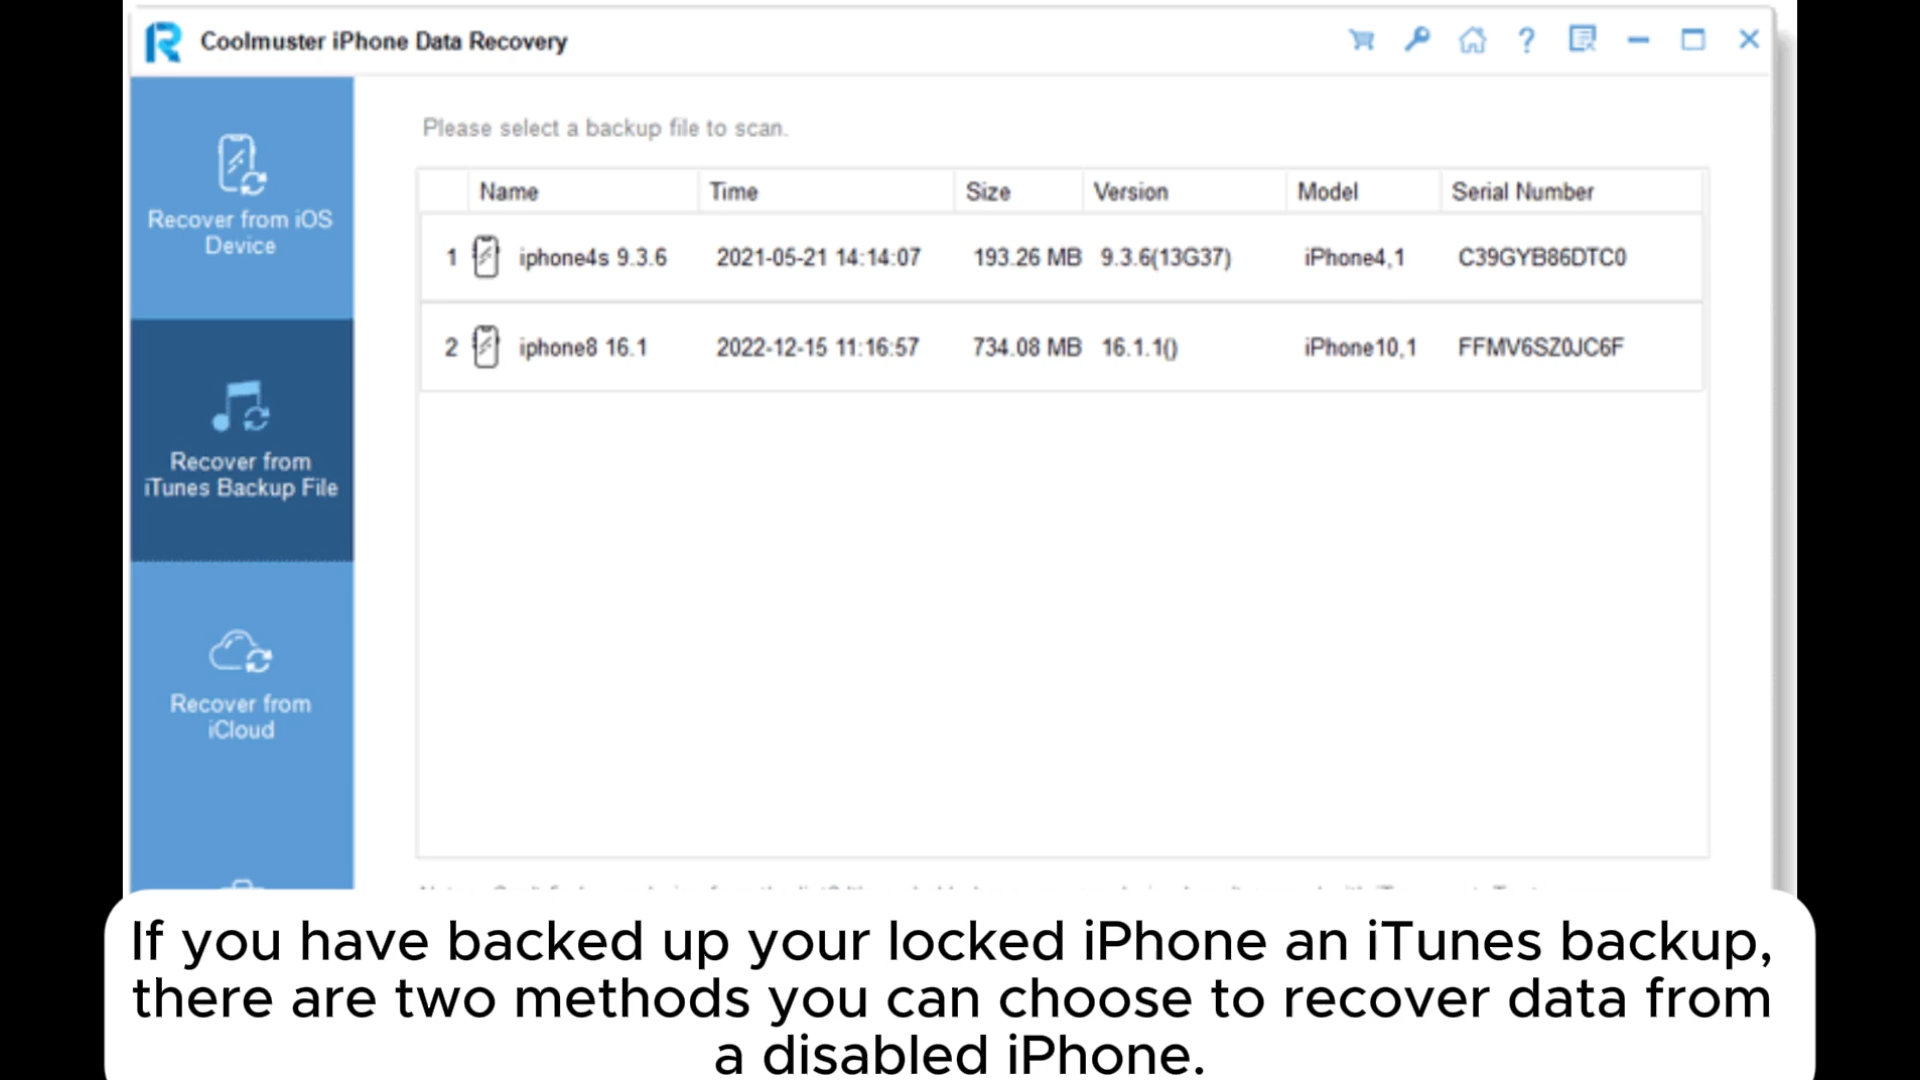 Coolmuster iPhone Data Recovery
Please select a backup file to scan.
Name Time Size Version Model Serial Number
1 iphone4s 9.3.6 2021-05-21 14:14:07 193.26 MB 9.3.6(13G37) iPhone4,1 C39GYB86DTC0
2 iphone8 16.1 2022-12-15 11:16:57 734.08 MB 16.1.1() iPhone10,1 FFMV6SZ0JC6F
Recover from iOS
Device
Recover from
iTunes Backup File
Recover from
iCloud
If you have backed up your locked iPhone an iTunes backup,
there are two methods you can choose to recover data from
a disabled iPhone.